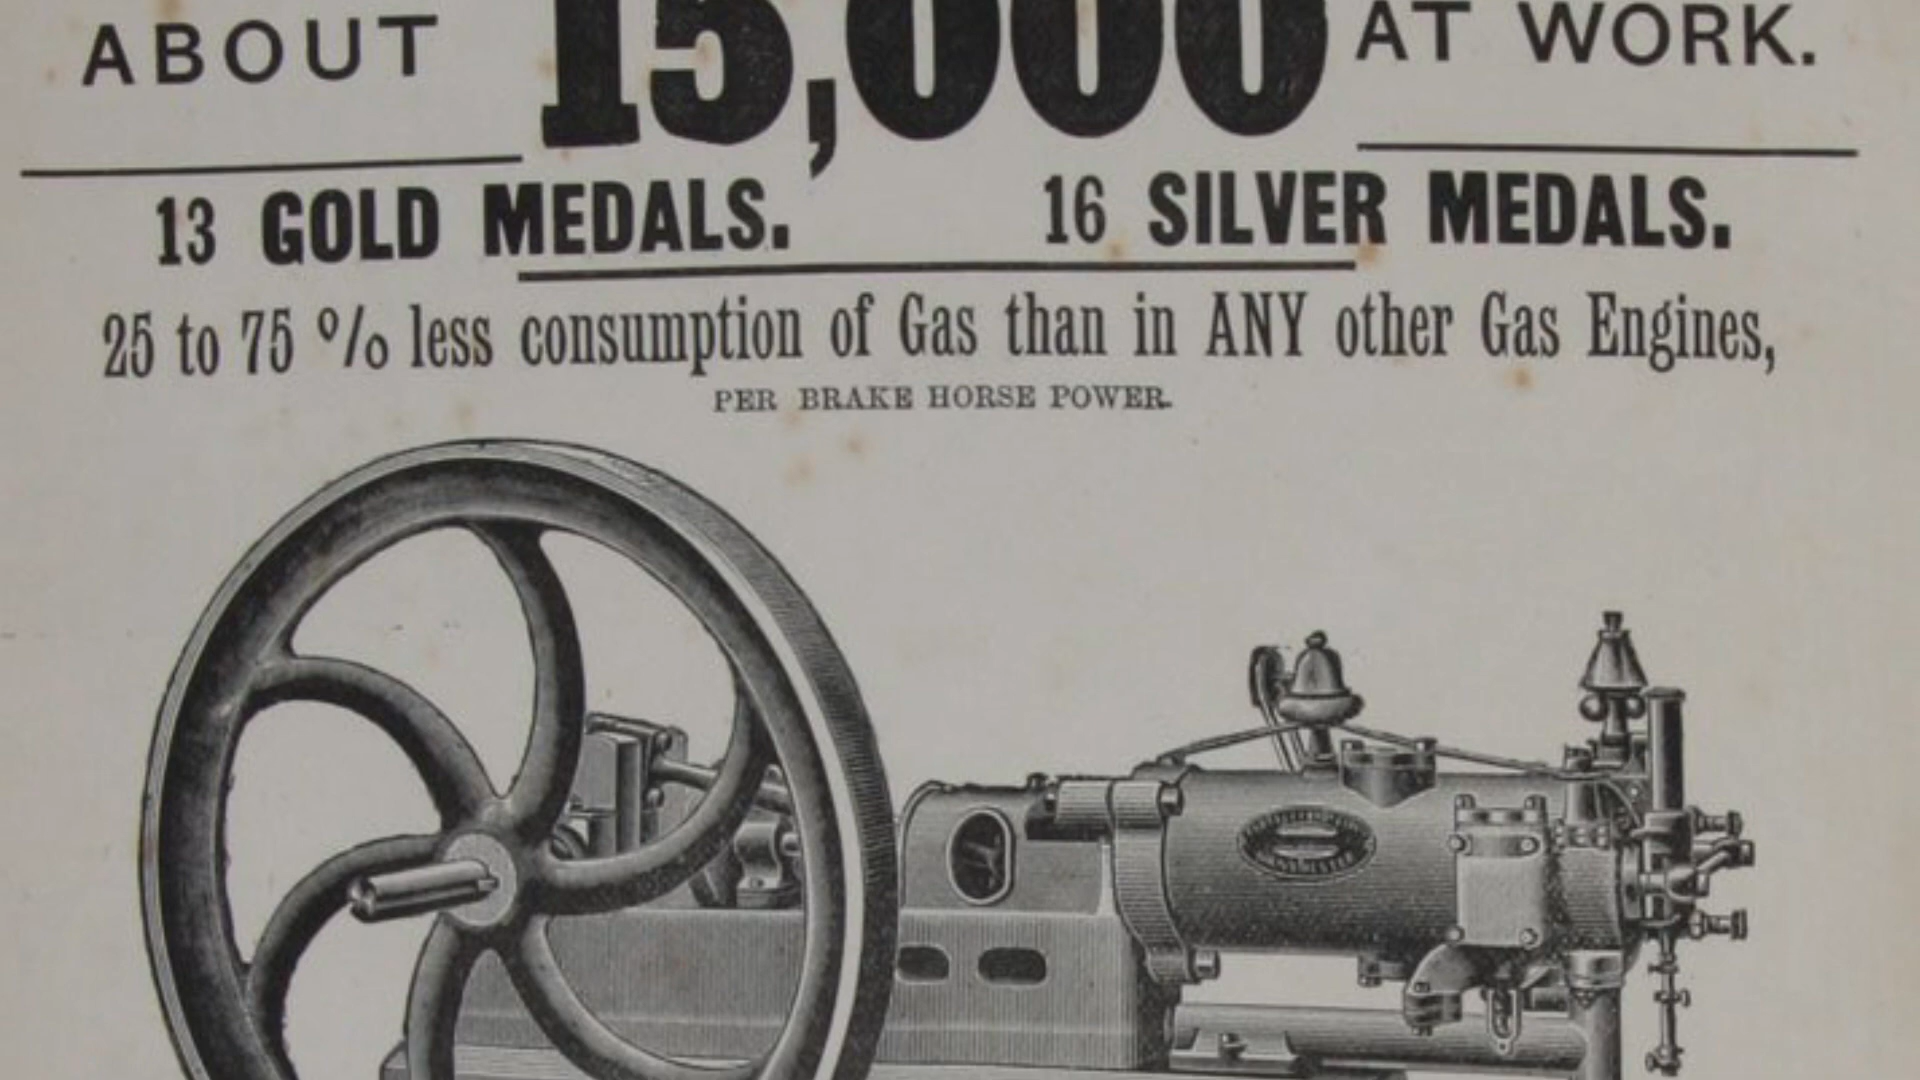 ABOUT 15,000 AT WORK.
13 GOLD MEDALS. 16 SILVER MEDALS.
25 to 75 % less consumption of Gas than in ANY other Gas Engines,
PER BRAKE HORSE POWER.